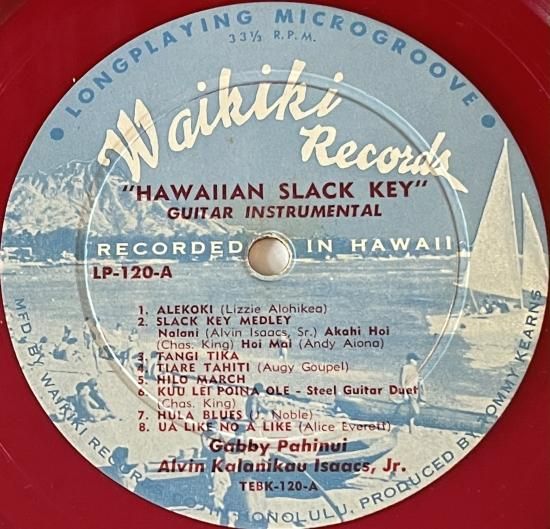 LONGPLAYING MICROGROOVE
33⅓ R.P.M.
Waikiki
Records
"HAWAIIAN SLACK KEY"
GUITAR INSTRUMENTAL
RECORDED IN HAWAII
LP-120-A
1. ALEKOKI (Lizzie Alohikea)
2. SLACK KEY MEDLEY
Nalani (Alvin Isaacs, Sr.) Akahi Hoi
(Chas. King) Hoi Mai (Andy Aiona)
3. TANGI TIKA
4. TIARE TAHITI (Augy Goupel)
5. HILO MARCH
6. KUU LEI POINA OLE - Steel Guitar Duet
(Chas. King)
7. HULA BLUES (J. Noble)
8. UA LIKE NO A LIKE (Alice Everett)
Gabby Pahinui
Alvin Kalanikau Isaacs, Jr.
TEBK-120-A
MFD. BY WAIKIKI RECOR HONOLULU, PRODUCED BY TOMMY KEARNS